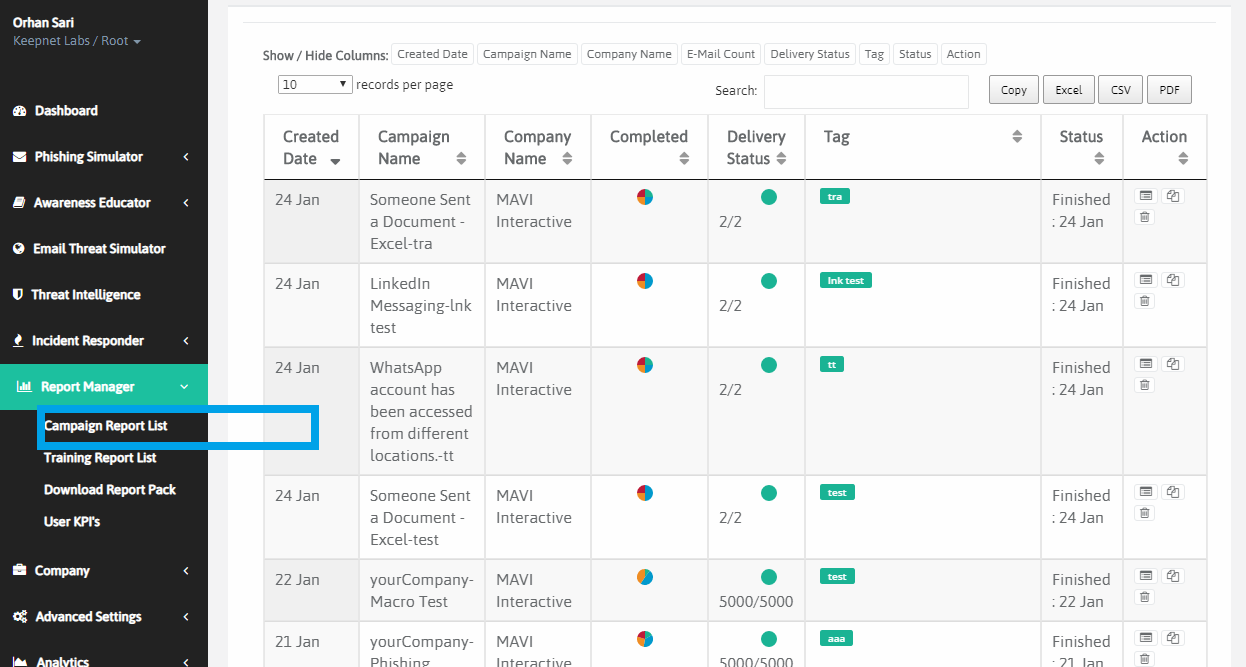 Orhan Sari
Keepnet Labs / Root
Dashboard
Phishing Simulator
Awareness Educator
Email Threat Simulator
Threat Intelligence
Incident Responder
Report Manager
Campaign Report List
Training Report List
Download Report Pack
User KPI's
Company
Advanced Settings
Analytics
Show / Hide Columns: Created Date Campaign Name Company Name E-Mail Count Delivery Status Tag Status Action
10 records per page
Search:
Copy Excel CSV PDF
Created Campaign Company Completed Delivery Tag Status Action
Date Name Name Status
24 Jan Someone Sent MAVI tra Finished
a Document - Interactive 2/2 : 24 Jan
Excel-tra
24 Jan LinkedIn MAVI lnk test Finished
Messaging-lnk Interactive 2/2 : 24 Jan
test
24 Jan WhatsApp MAVI tt Finished
account has Interactive 2/2 : 24 Jan
been accessed
from different
locations.-tt
24 Jan Someone Sent MAVI test Finished
a Document - Interactive 2/2 : 24 Jan
Excel-test
22 Jan yourCompany- MAVI test Finished
Macro Test Interactive 5000/5000 : 22 Jan
21 Jan yourCompany- MAVI aaa Finished
Phishing Interactive 5000/5000 : 21 Jan